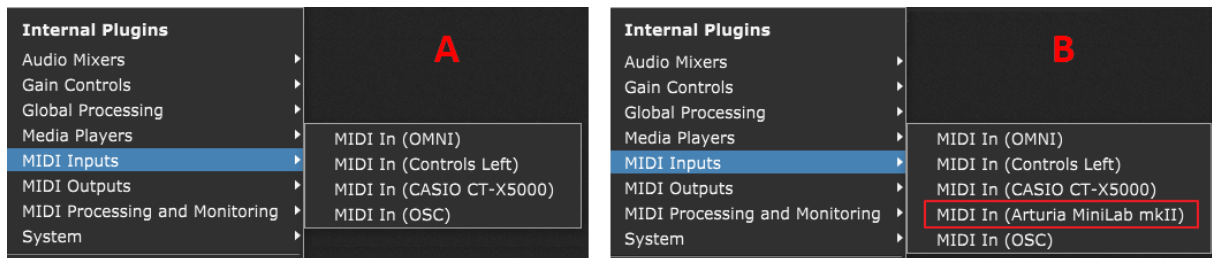 A
Internal Plugins
Audio Mixers
Gain Controls
Global Processing
Media Players
MIDI Inputs
MIDI Outputs
MIDI Processing and Monitoring
System
MIDI In (OMNI)
MIDI In (Controls Left)
MIDI In (CASIO CT-X5000)
MIDI In (OSC)
B
Internal Plugins
Audio Mixers
Gain Controls
Global Processing
Media Players
MIDI Inputs
MIDI Outputs
MIDI Processing and Monitoring
System
MIDI In (OMNI)
MIDI In (Controls Left)
MIDI In (CASIO CT-X5000)
MIDI In (Arturia MiniLab mkII)
MIDI In (OSC)